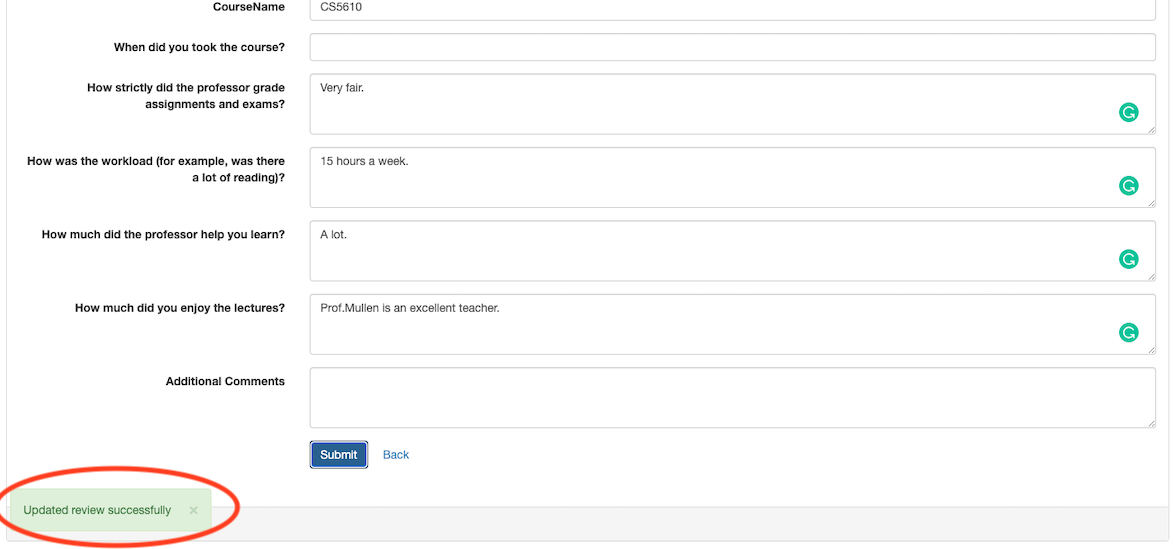 CourseName
CS5610
When did you took the course?
How strictly did the professor grade
assignments and exams?
Very fair.
How was the workload (for example, was there
a lot of reading)?
15 hours a week.
How much did the professor help you learn?
A lot.
How much did you enjoy the lectures?
Prof.Mullen is an excellent teacher.
Additional Comments
Submit
Back
Updated review successfully ×